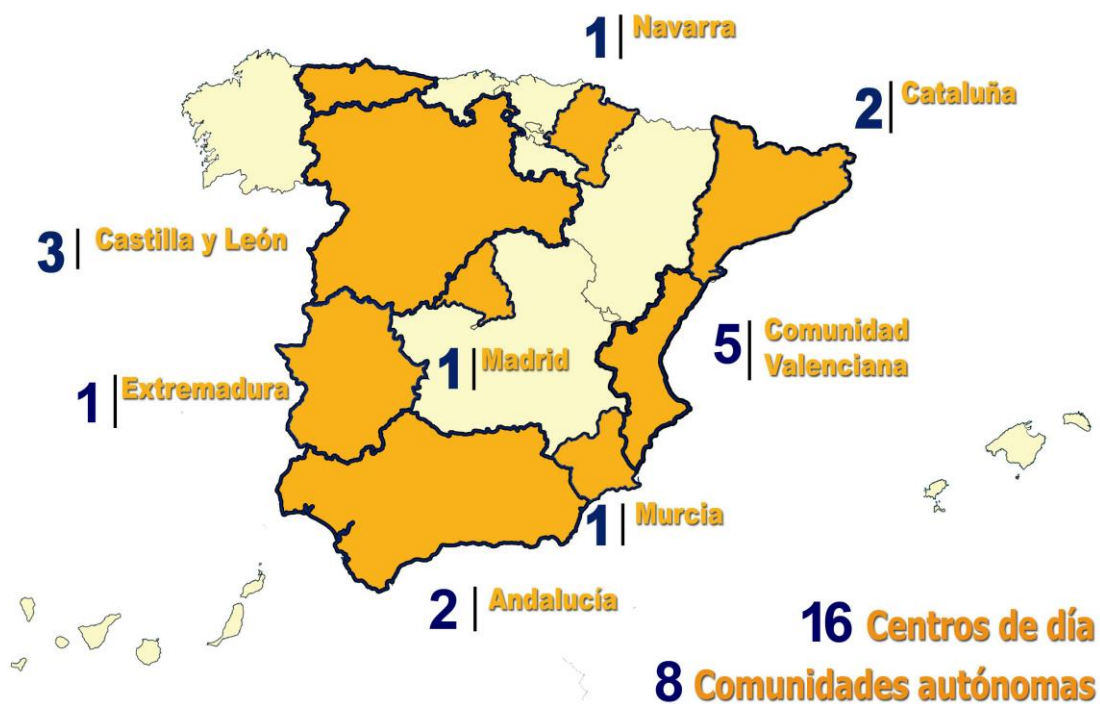 1 | Navarra
2 | Cataluña
3 | Castilla y León
5 | Comunidad
Valenciana
1 | Madrid
1 | Extremadura
1 | Murcia
2 | Andalucía
16 Centros de día
8 Comunidades autónomas